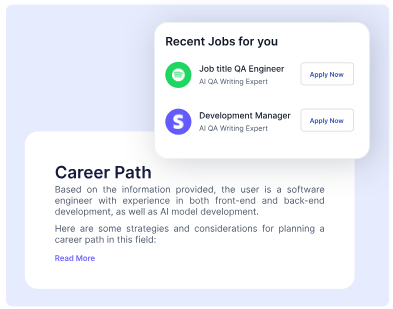 Recent Jobs for you
Job title QA Engineer
AI QA Writing Expert
Apply Now
Development Manager
AI QA Writing Expert
Apply Now
Career Path
Based on the information provided, the user is a software
engineer with experience in both front-end and back-end
development, as well as AI model development.
Here are some strategies and considerations for planning a
career path in this field:
Read More